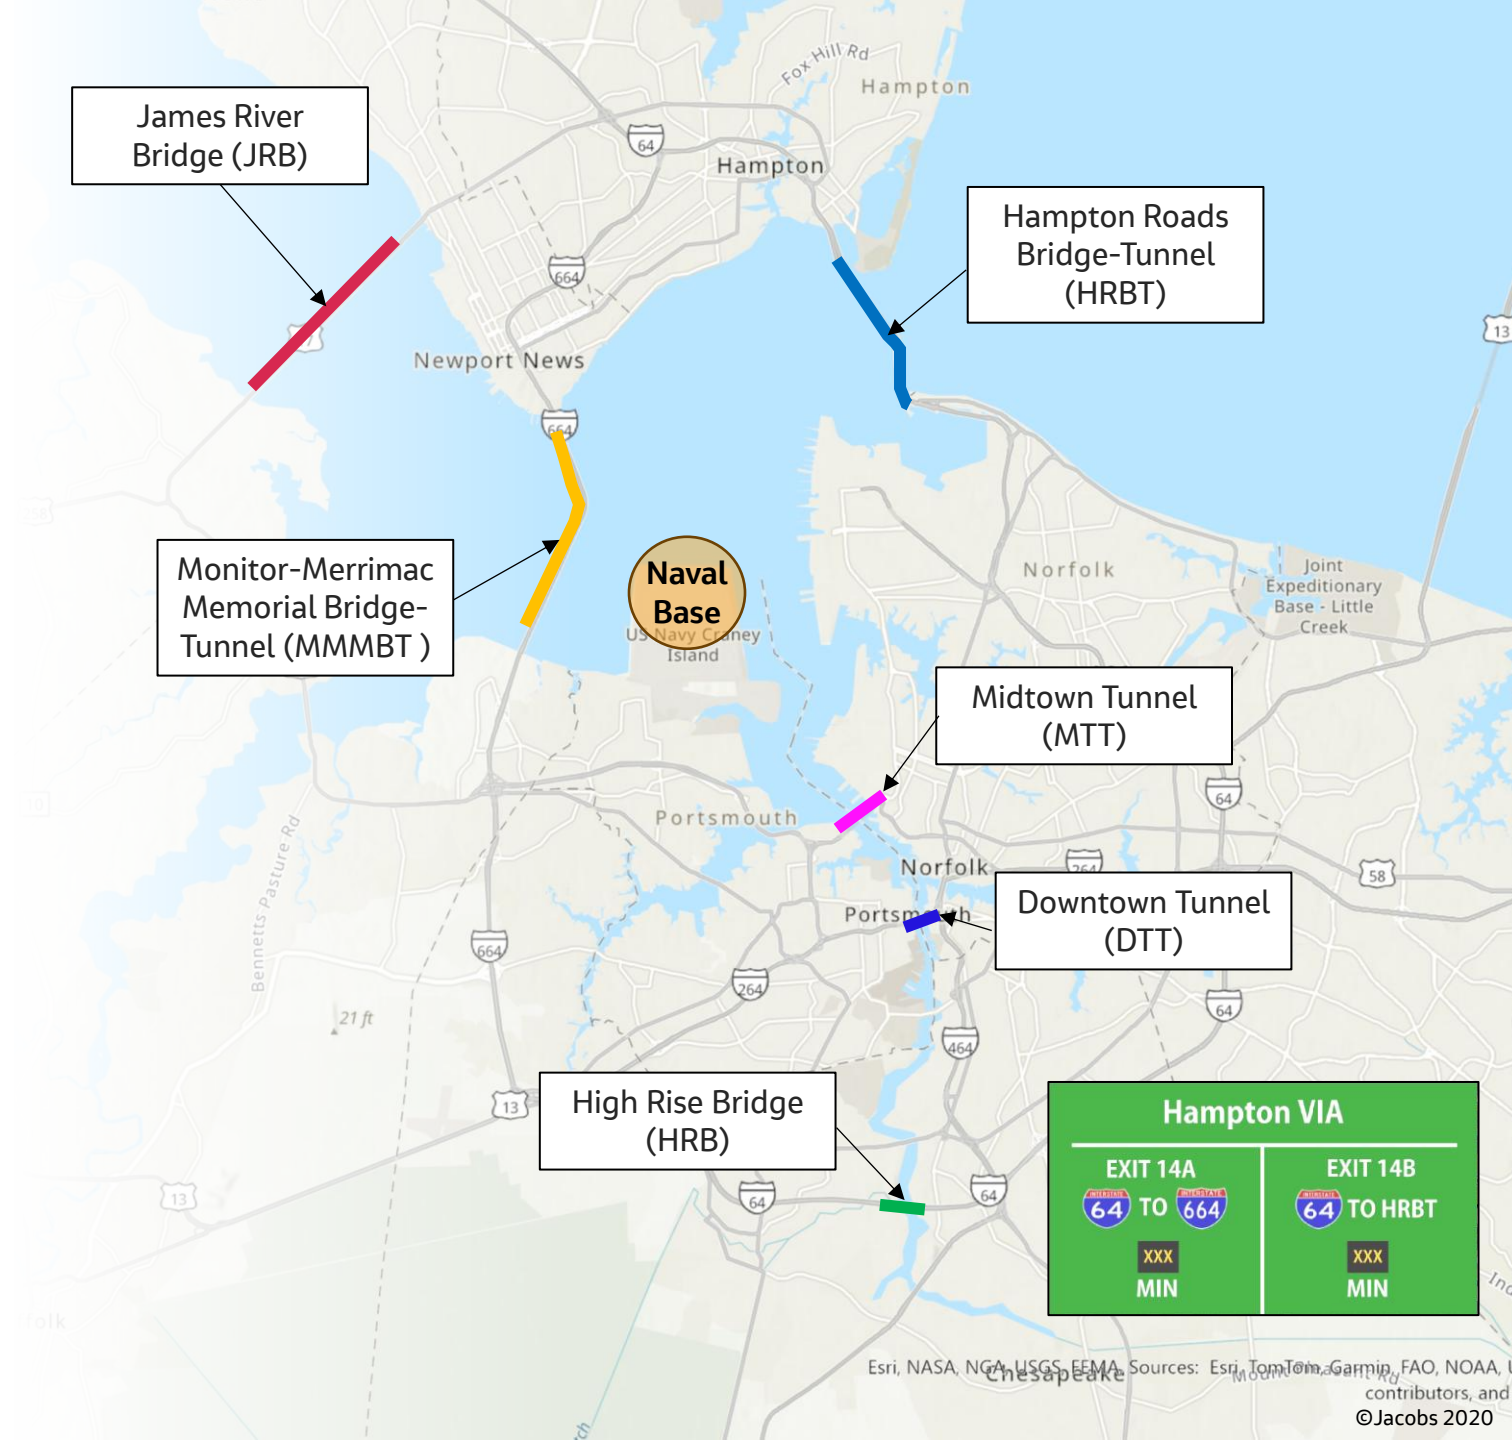 Fox Hill Rd
Hampton
James River
Bridge (JRB)
64
Hampton
Hampton Roads
Bridge-Tunnel
(HRBT)
664
13
Newport News
664
Monitor-Merrimac
Memorial Bridge-
Tunnel (MMMBT )
Naval
Base
US Navy Craney
Island
Norfolk
Joint
Expeditionary
Base - Little
Creek
Midtown Tunnel
(MTT)
64
Portsmouth
Bennetts Pasture Rd
Norfolk
264
58
Portsmouth
Downtown Tunnel
(DTT)
664
264
64
21 ft
464
13
High Rise Bridge
(HRB)
13
64
64
Hampton VIA
EXIT 14A
INTERSTATE
64
TO
INTERSTATE
664
XXX
MIN
EXIT 14B
INTERSTATE
64
TO HRBT
XXX
MIN
Esri, NASA, NGA, USGS, FEMA, Sources: Esri, TomTom, Garmin, FAO, NOAA,
Chesapeake
contributors, and
©Jacobs 2020